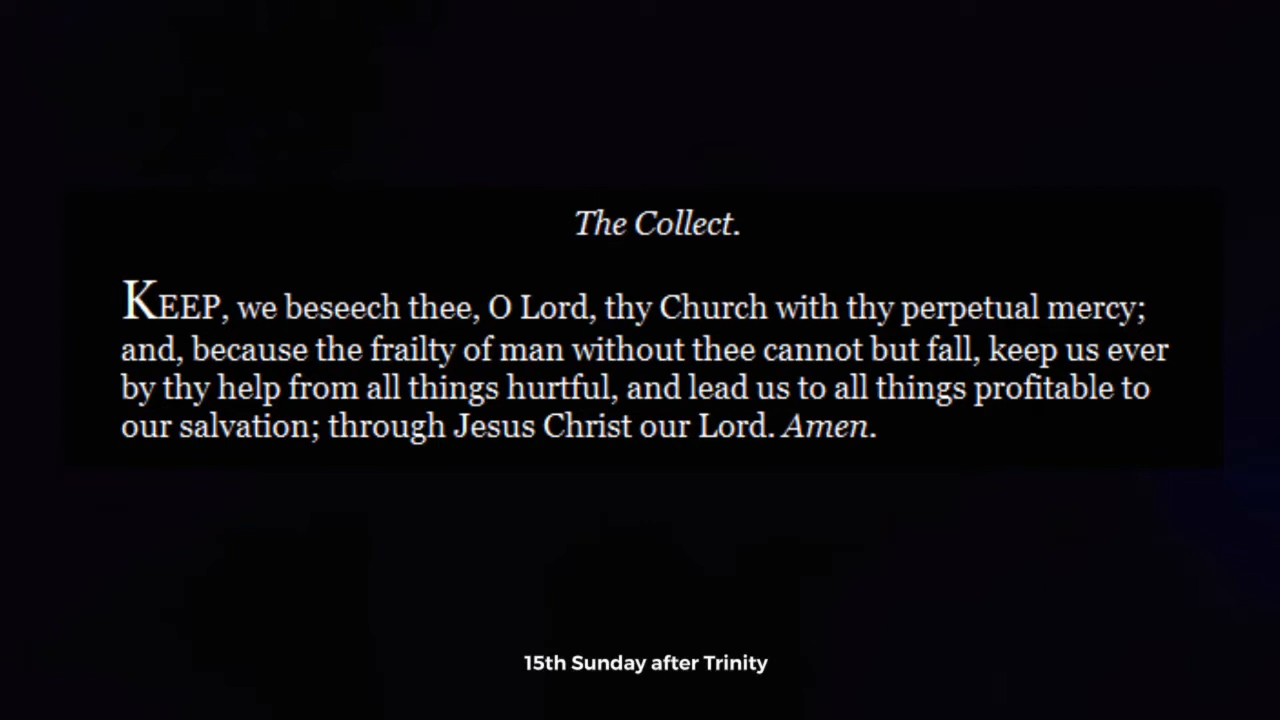 The Collect.
KEEP, we beseech thee, O Lord, thy Church with thy perpetual mercy;
and, because the frailty of man without thee cannot but fall, keep us ever
by thy help from all things hurtful, and lead us to all things profitable to
our salvation; through Jesus Christ our Lord. Amen.
15th Sunday after Trinity